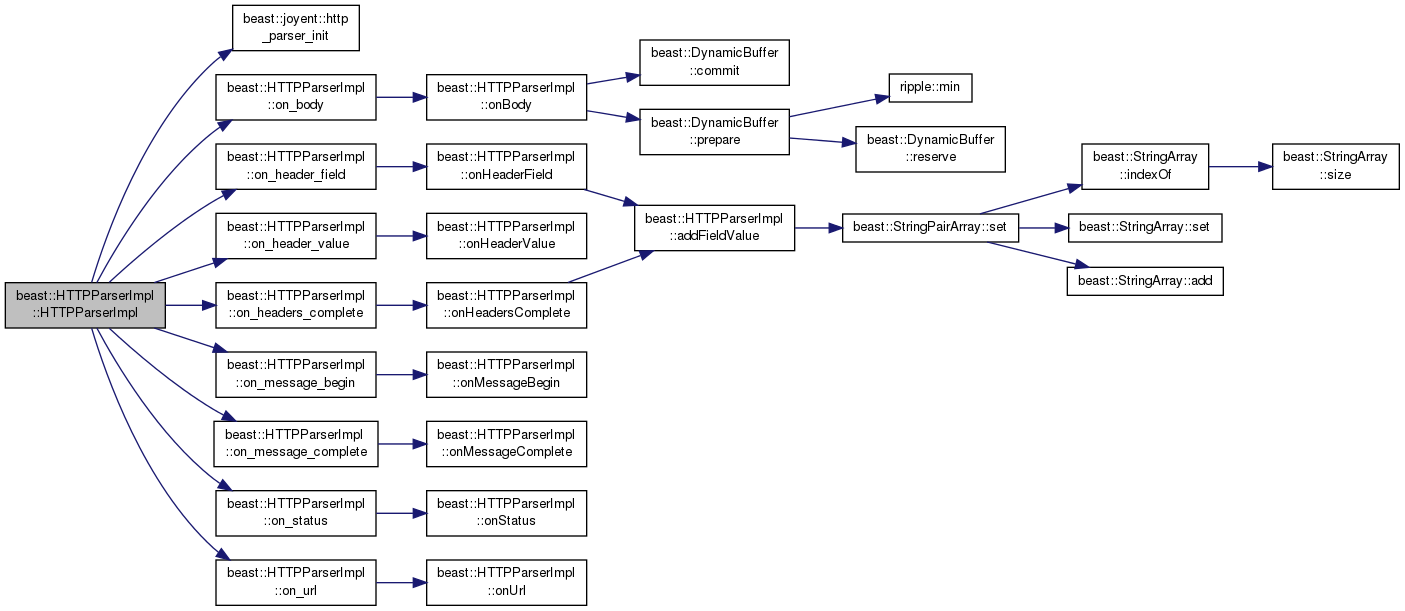 beast::joyent::http
_parser_init
beast::HTTPParserImpl
::on_body
beast::HTTPParserImpl
::onBody
beast::DynamicBuffer
::commit
beast::DynamicBuffer
::prepare
ripple::min
beast::DynamicBuffer
::reserve
beast::HTTPParserImpl
::on_header_field
beast::HTTPParserImpl
::onHeaderField
beast::HTTPParserImpl
::on_header_value
beast::HTTPParserImpl
::onHeaderValue
beast::HTTPParserImpl
::addFieldValue
beast::StringPairArray::set
beast::StringArray
::indexOf
beast::StringArray
::size
beast::StringArray::set
beast::StringArray::add
beast::HTTPParserImpl
::HTTPParserImpl
beast::HTTPParserImpl
::on_headers_complete
beast::HTTPParserImpl
::onHeadersComplete
beast::HTTPParserImpl
::on_message_begin
beast::HTTPParserImpl
::onMessageBegin
beast::HTTPParserImpl
::on_message_complete
beast::HTTPParserImpl
::onMessageComplete
beast::HTTPParserImpl
::on_status
beast::HTTPParserImpl
::onStatus
beast::HTTPParserImpl
::on_url
beast::HTTPParserImpl
::onUrl